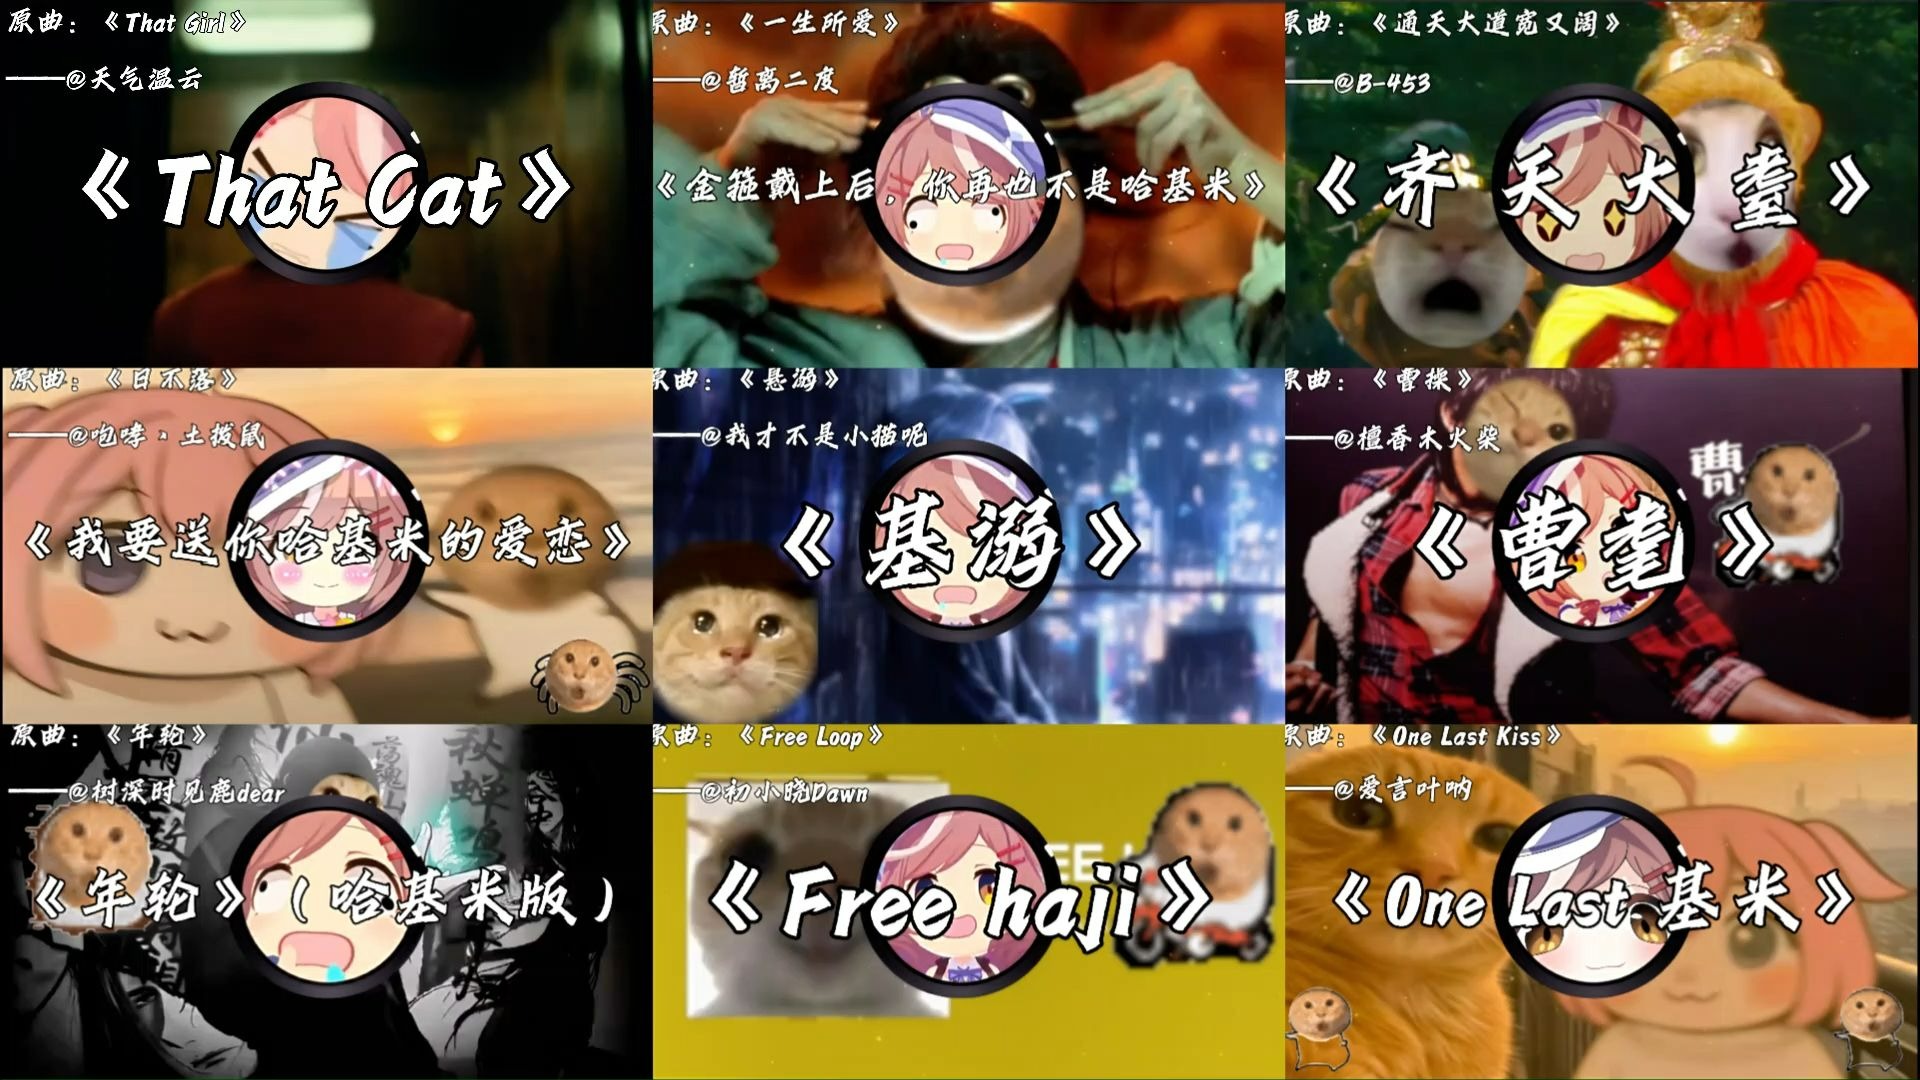 原曲：《That Girl》
——@天气温云
《That Cat》
原曲：《一生所爱》
——@暂离二度
《金箍戴上后，你再也不是哈基米》
原曲：《通天大道宽又阔》
——@B-453
《齐天大耋》
原曲：《日不落》
——@咆哮·土拨鼠
《我要送你哈基米的爱恋》
原曲：《悬溺》
——@我才不是小猫呢
《基溺》
原曲：《曹操》
——@檀香木火柴
曹
《曹耄》
原曲：《年轮》
——@树深时见鹿dear
秋蝉鸣
《年轮》（哈基米版）
原曲：《Free Loop》
——@初小晓Dawn
《Free haji》
原曲：《One Last Kiss》
——@爱言叶呐
《One Last 基米》